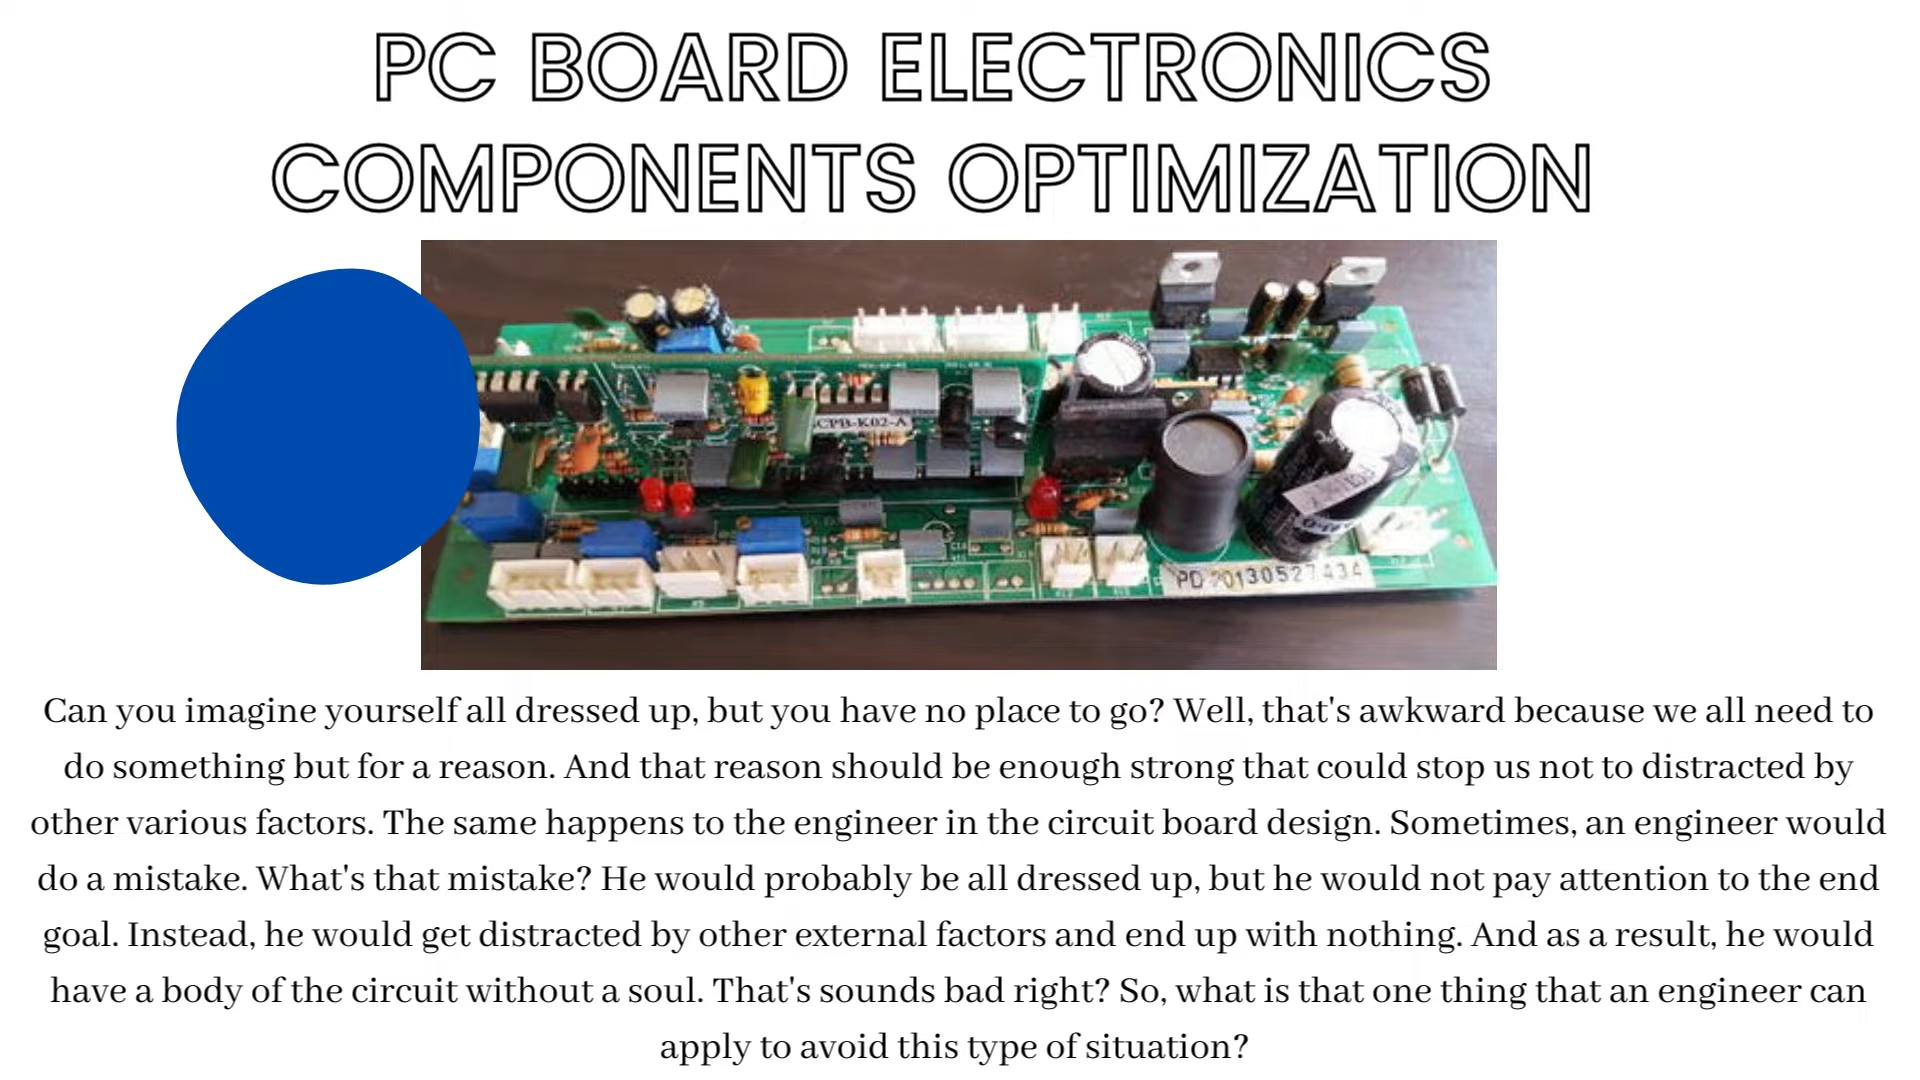 PC BOARD ELECTRONICS
COMPONENTS OPTIMIZATION
CPB-K02-A
PD 20130527434
Can you imagine yourself all dressed up, but you have no place to go? Well, that's awkward because we all need to
do something but for a reason. And that reason should be enough strong that could stop us not to distracted by
other various factors. The same happens to the engineer in the circuit board design. Sometimes, an engineer would
do a mistake. What's that mistake? He would probably be all dressed up, but he would not pay attention to the end
goal. Instead, he would get distracted by other external factors and end up with nothing. And as a result, he would
have a body of the circuit without a soul. That's sounds bad right? So, what is that one thing that an engineer can
apply to avoid this type of situation?